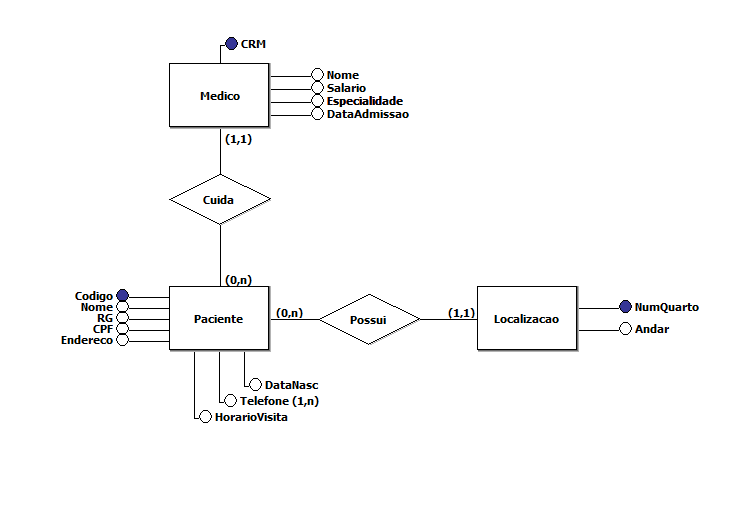 CRM
Medico
Nome
Salario
Especialidade
DataAdmissao
(1,1)
Cuida
(0,n)
Codigo
Nome
RG
CPF
Endereco
Paciente
(0,n)
Possui
(1,1)
Localizacao
NumQuarto
Andar
DataNasc
Telefone (1,n)
HorarioVisita